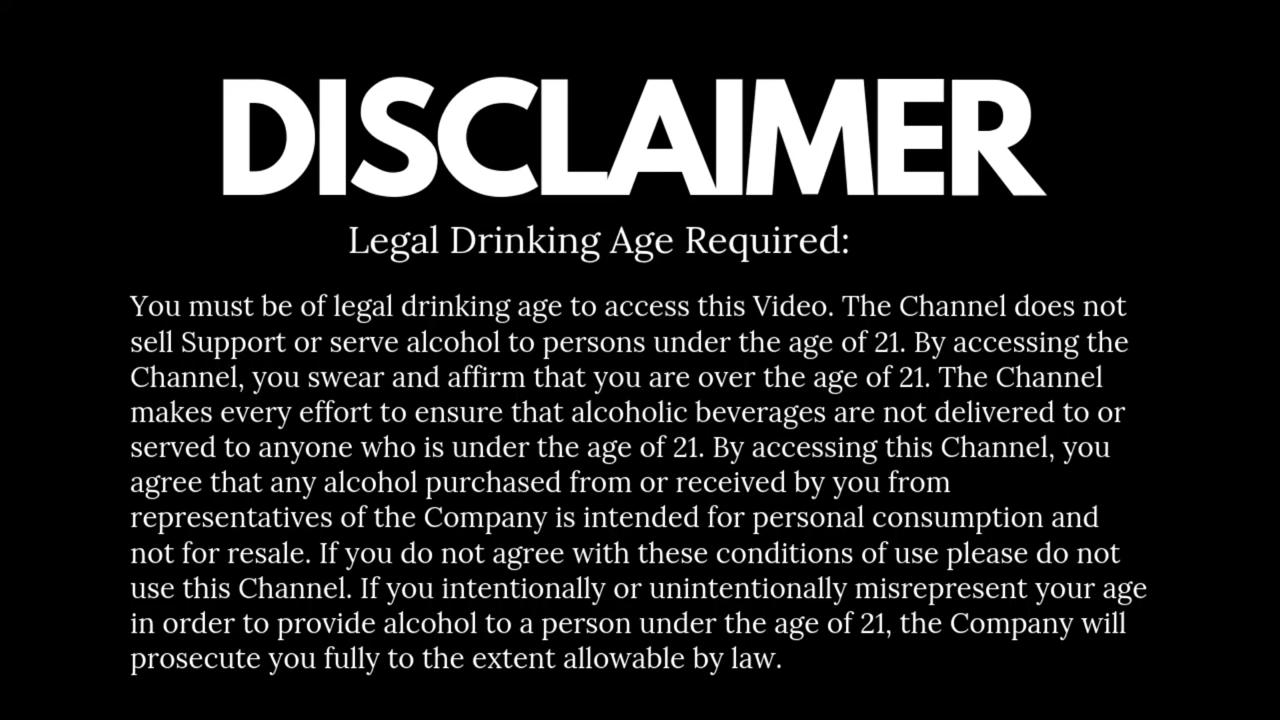 DISCLAIMER
Legal Drinking Age Required:
You must be of legal drinking age to access this Video. The Channel does not
sell Support or serve alcohol to persons under the age of 21. By accessing the
Channel, you swear and affirm that you are over the age of 21. The Channel
makes every effort to ensure that alcoholic beverages are not delivered to or
served to anyone who is under the age of 21. By accessing this Channel, you
agree that any alcohol purchased from or received by you from
representatives of the Company is intended for personal consumption and
not for resale. If you do not agree with these conditions of use please do not
use this Channel. If you intentionally or unintentionally misrepresent your age
in order to provide alcohol to a person under the age of 21, the Company will
prosecute you fully to the extent allowable by law.